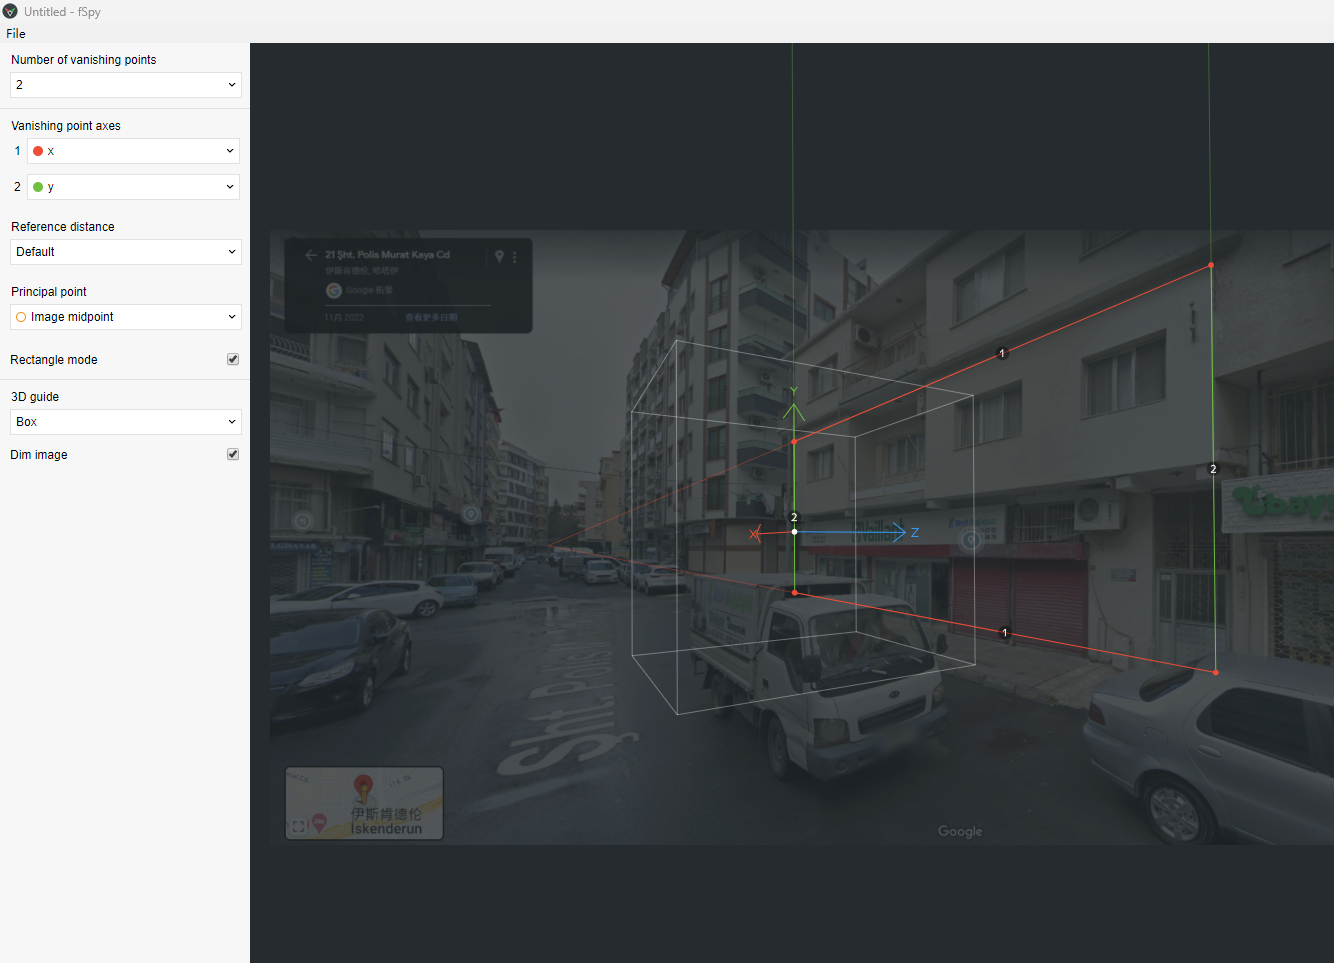 Untitled - fSpy
File
Number of vanishing points
2
Vanishing point axes
1
x
2
y
Reference distance
Default
Principal point
Image midpoint
Rectangle mode
3D guide
Box
Dim image
21 Şht. Polis Murat Kaya Cd
伊斯肯德伦, 哈塔伊
Google 街景
11月 2022
查看更多日期
1
Y
2
2
X
Z
Vaillant
1
Şht.Polis
伊斯肯德伦
İskenderun
Google